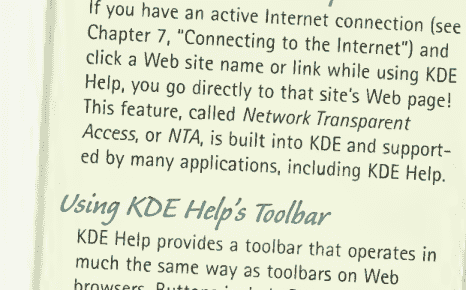 If you have an active Internet connection (see
Chapter 7, “Connecting to the Internet”) and
click a Web site name or link while using KDE
Help, you go directly to that site's Web page!
This feature, called Network Transparent
Access, or NTA, is built into KDE and support-
ed by many applications, including KDE Help.
Using KDE Help's Toolbar
KDE Help provides a toolbar that operates in
much the same way as toolbars on Web
browsers. Buttons include